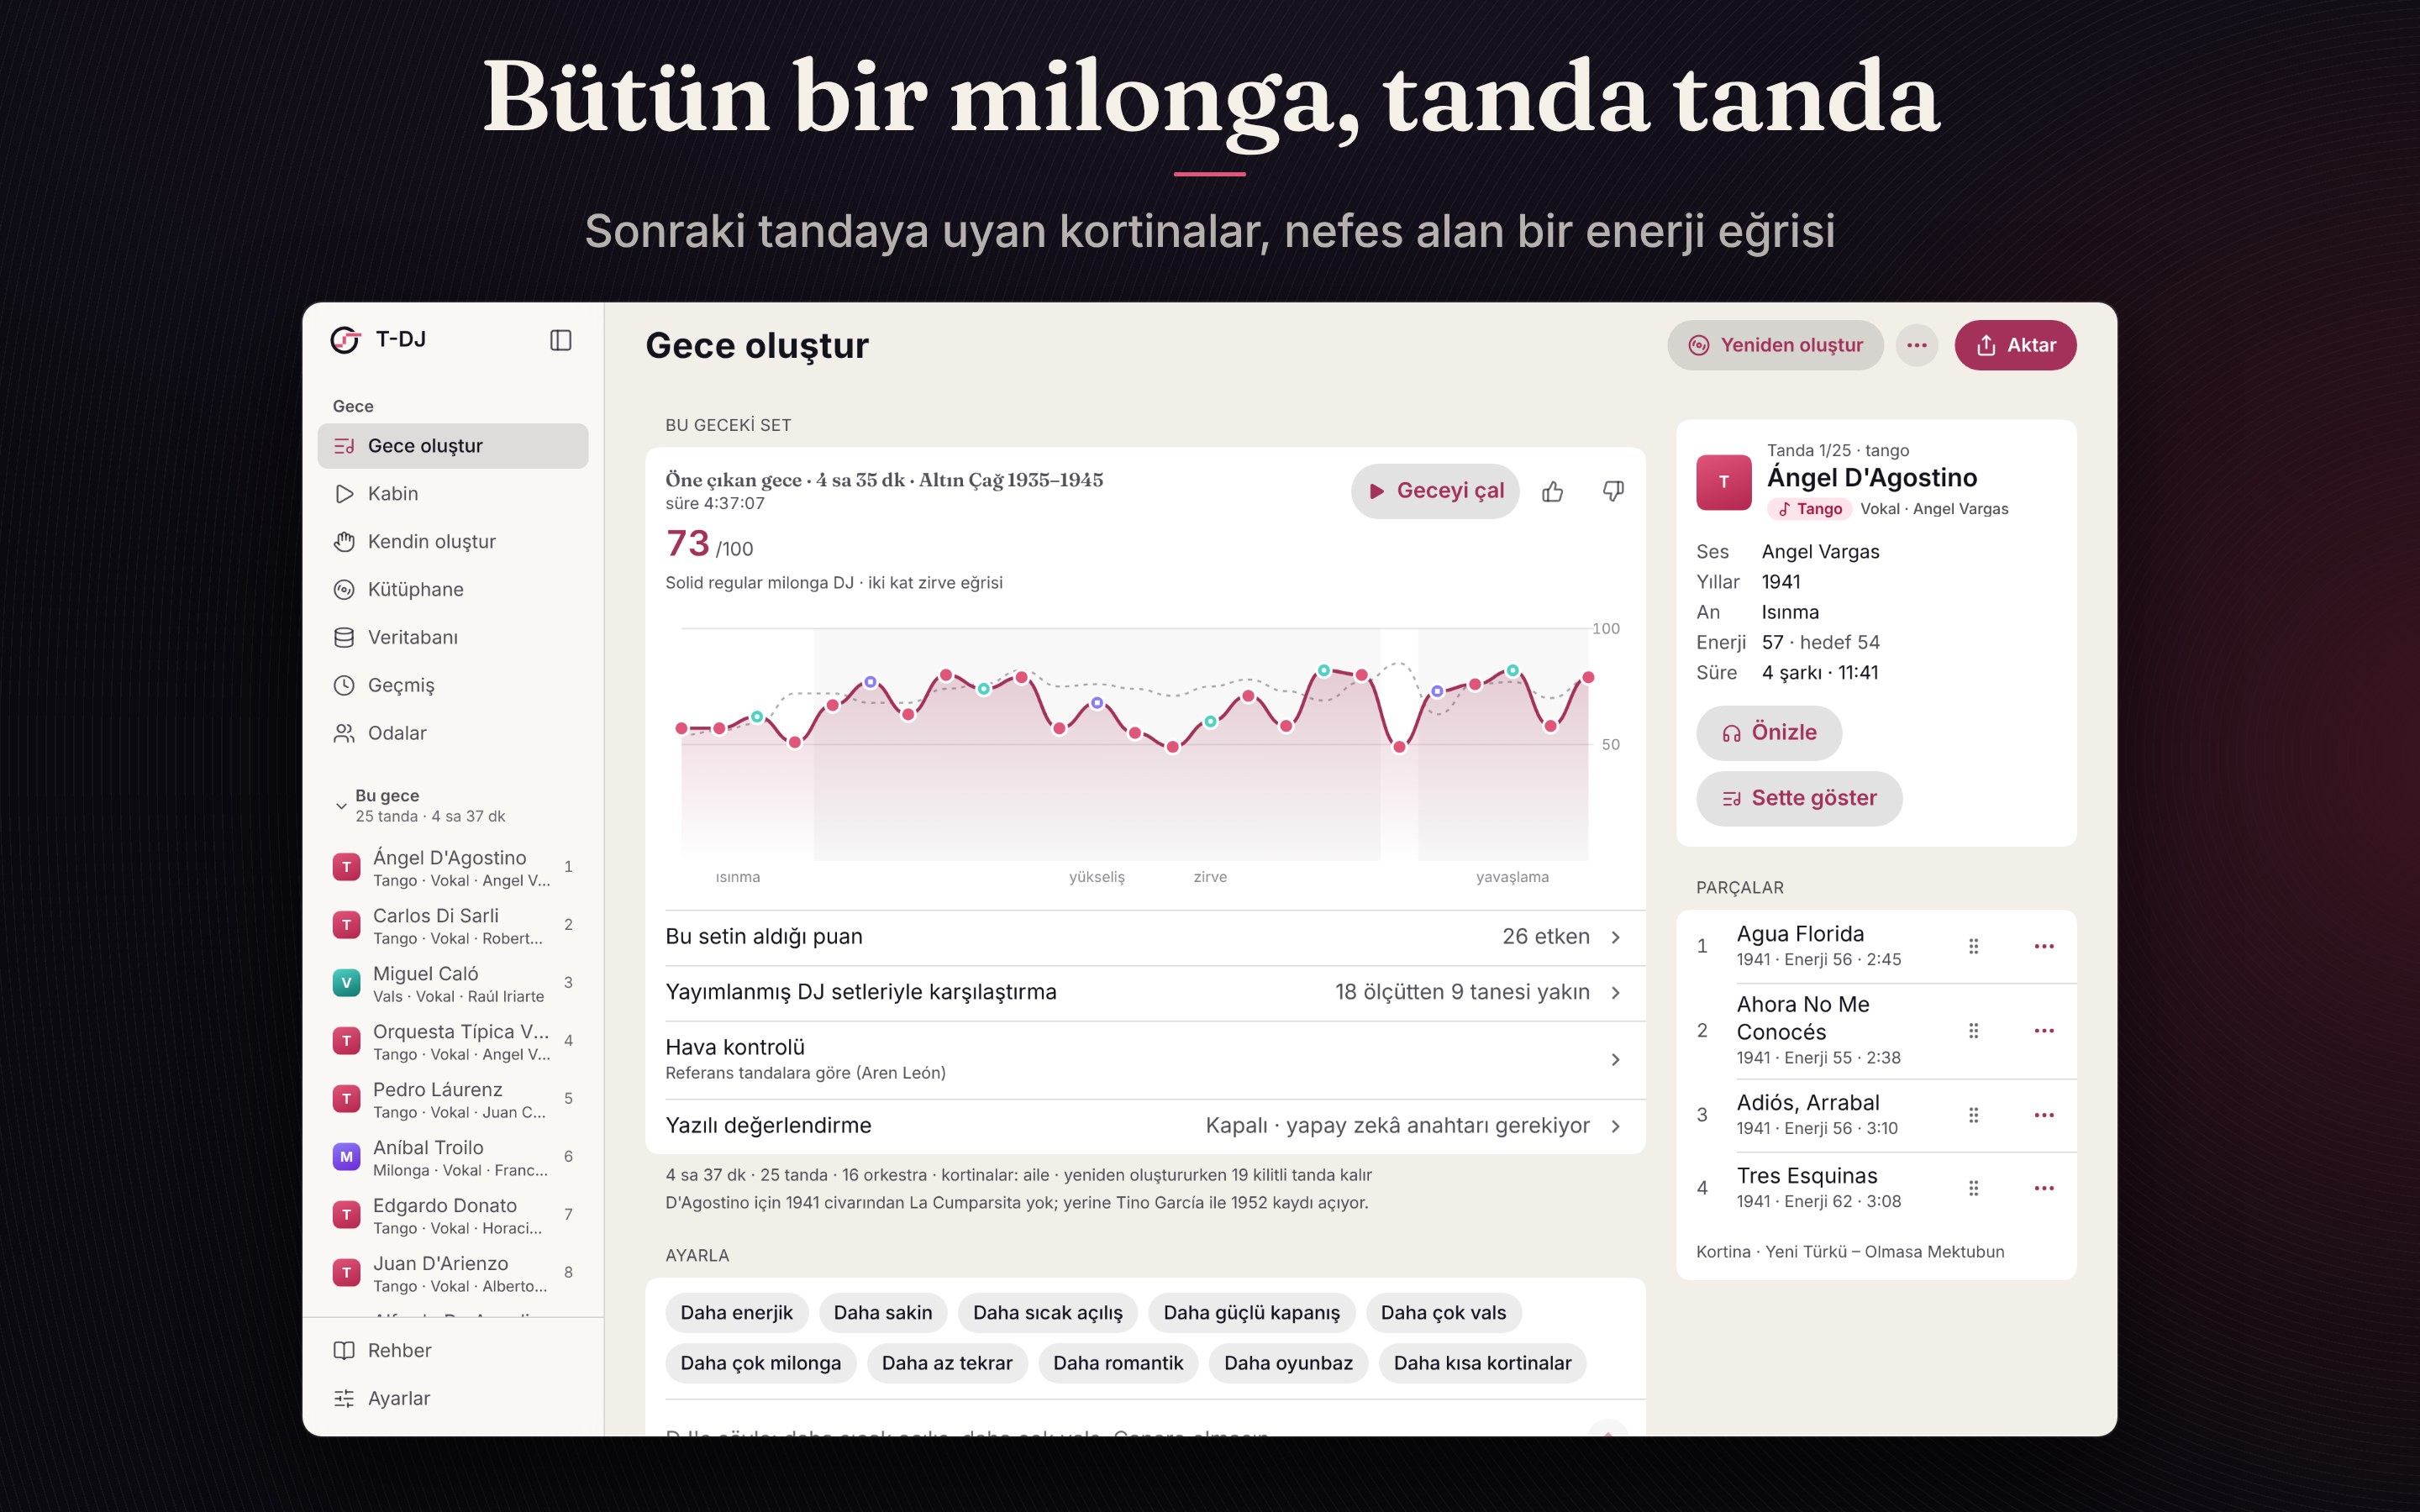 Bütün bir milonga, tanda tanda
Sonraki tandaya uyan kortinalar, nefes alan bir enerji eğrisi
T-DJ
Gece
Gece oluştur
Kabin
Kendin oluştur
Kütüphane
Veritabanı
Geçmiş
Odalar
Bu gece
25 tanda · 4 sa 37 dk
T
Ángel D'Agostino
Tango · Vokal · Angel V...
1
T
Carlos Di Sarli
Tango · Vokal · Robert...
2
V
Miguel Caló
Vals · Vokal · Raúl Iriarte
3
T
Orquesta Típica V...
Tango · Vokal · Angel V...
4
T
Pedro Láurenz
Tango · Vokal · Juan C...
5
M
Aníbal Troilo
Milonga · Vokal · Franc...
6
T
Edgardo Donato
Tango · Vokal · Horaci...
7
T
Juan D'Arienzo
Tango · Vokal · Alberto...
8
Rehber
Ayarlar
Gece oluştur
Yeniden oluştur
Aktar
BU GECEKİ SET
Öne çıkan gece · 4 sa 35 dk · Altın Çağ 1935–1945
süre 4:37:07
Geceyi çal
73 /100
Solid regular milonga DJ · iki kat zirve eğrisi
100
50
ısınma
yükseliş
zirve
yavaşlama
Bu setin aldığı puan
26 etken
Yayımlanmış DJ setleriyle karşılaştırma
18 ölçütten 9 tanesi yakın
Hava kontrolü
Referans tandalara göre (Aren León)
Yazılı değerlendirme
Kapalı · yapay zekâ anahtarı gerekiyor
4 sa 37 dk · 25 tanda · 16 orkestra · kortinalar: aile · yeniden oluştururken 19 kilitli tanda kalır
D'Agostino için 1941 civarından La Cumparsita yok; yerine Tino García ile 1952 kaydı açıyor.
AYARLA
Daha enerjik
Daha sakin
Daha sıcak açılış
Daha güçlü kapanış
Daha çok vals
Daha çok milonga
Daha az tekrar
Daha romantik
Daha oyunbaz
Daha kısa kortinalar
T
Tanda 1/25 · tango
Ángel D'Agostino
Tango
Vokal · Angel Vargas
Ses Angel Vargas
Yıllar 1941
An Isınma
Enerji 57 · hedef 54
Süre 4 şarkı · 11:41
Önizle
Sette göster
PARÇALAR
1
Agua Florida
1941 · Enerji 56 · 2:45
2
Ahora No Me
Conocés
1941 · Enerji 55 · 2:38
3
Adiós, Arrabal
1941 · Enerji 56 · 3:10
4
Tres Esquinas
1941 · Enerji 62 · 3:08
Kortina · Yeni Türkü – Olmasa Mektubun